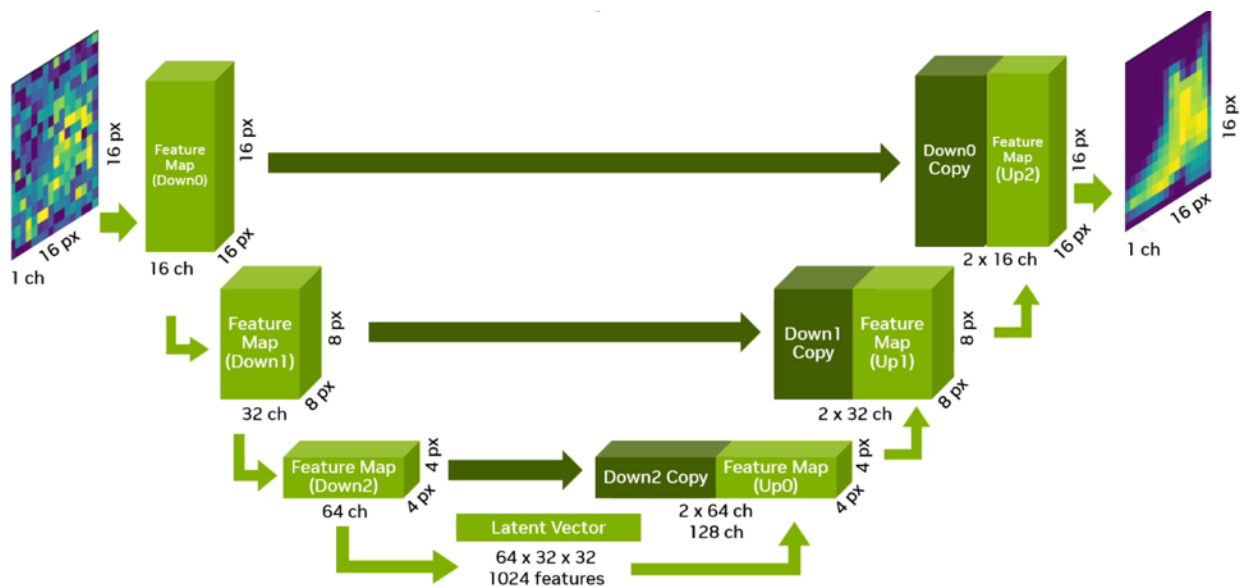 16 px
16 px
1 ch
Feature
Map
(Down0)
16 px
16 px
16 ch
Down0
Copy
Feature
Map
(Up2)
16 px
16 px
2 x 16 ch
16 px
16 px
1 ch
Feature
Map
(Down1)
8 px
8 px
32 ch
Down1
Copy
Feature
Map
(Up1)
8 px
8 px
2 x 32 ch
Feature Map
(Down2)
4 px
4 px
64 ch
Down2 Copy
Feature Map
(Up0)
4 px
4 px
2 x 64 ch
128 ch
Latent Vector
64 x 32 x 32
1024 features